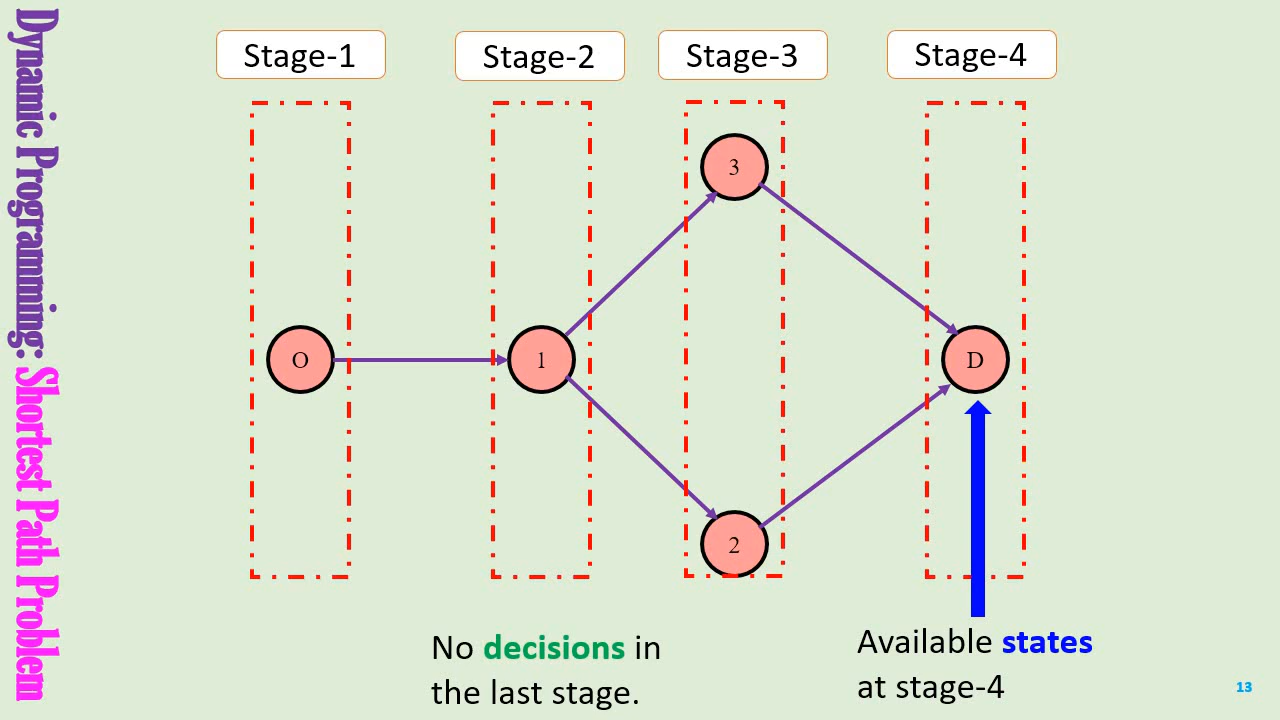 Dynamic Programming: Shortest Path Problem
Stage-1
Stage-2
Stage-3
Stage-4
3
O
1
D
2
No decisions in
the last stage.
Available states
at stage-4
13